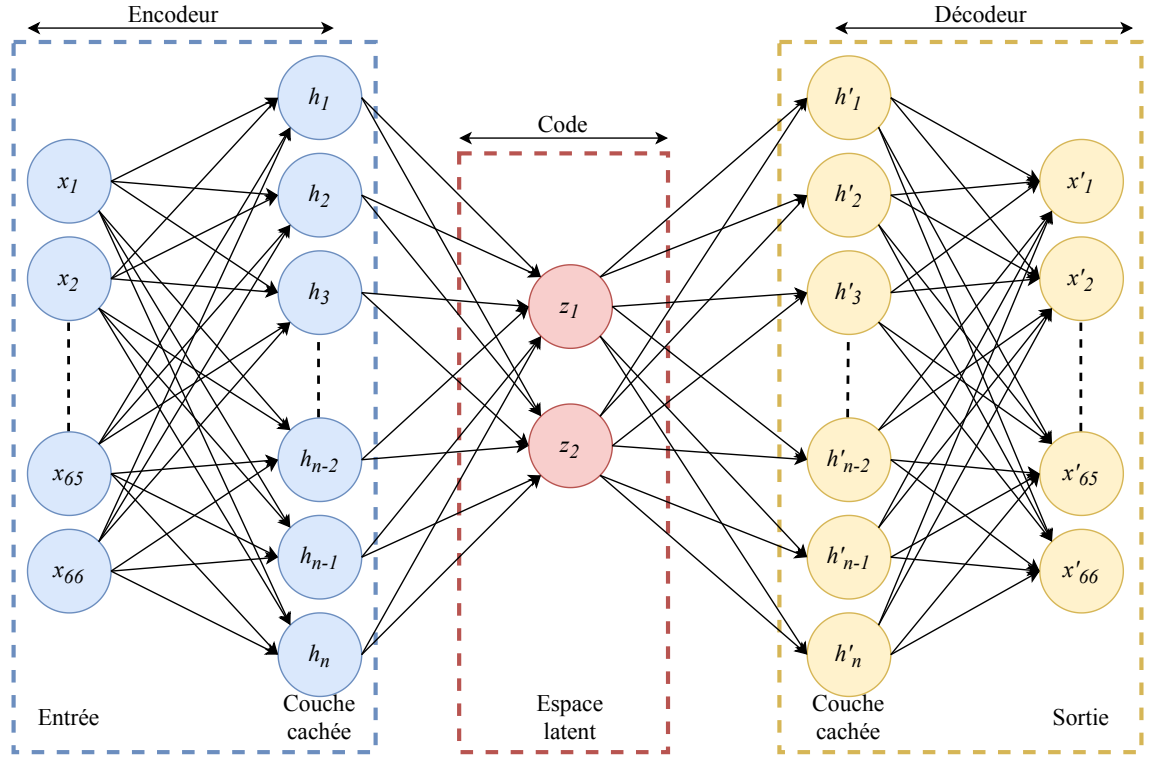 Encodeur
Décodeur
Code
x1
x2
x65
x66
h1
h2
h3
hn-2
hn-1
hn
z1
z2
h'1
h'2
h'3
h'n-2
h'n-1
h'n
x'1
x'2
x'65
x'66
Entrée
Couche
cachée
Espace
latent
Couche
cachée
Sortie